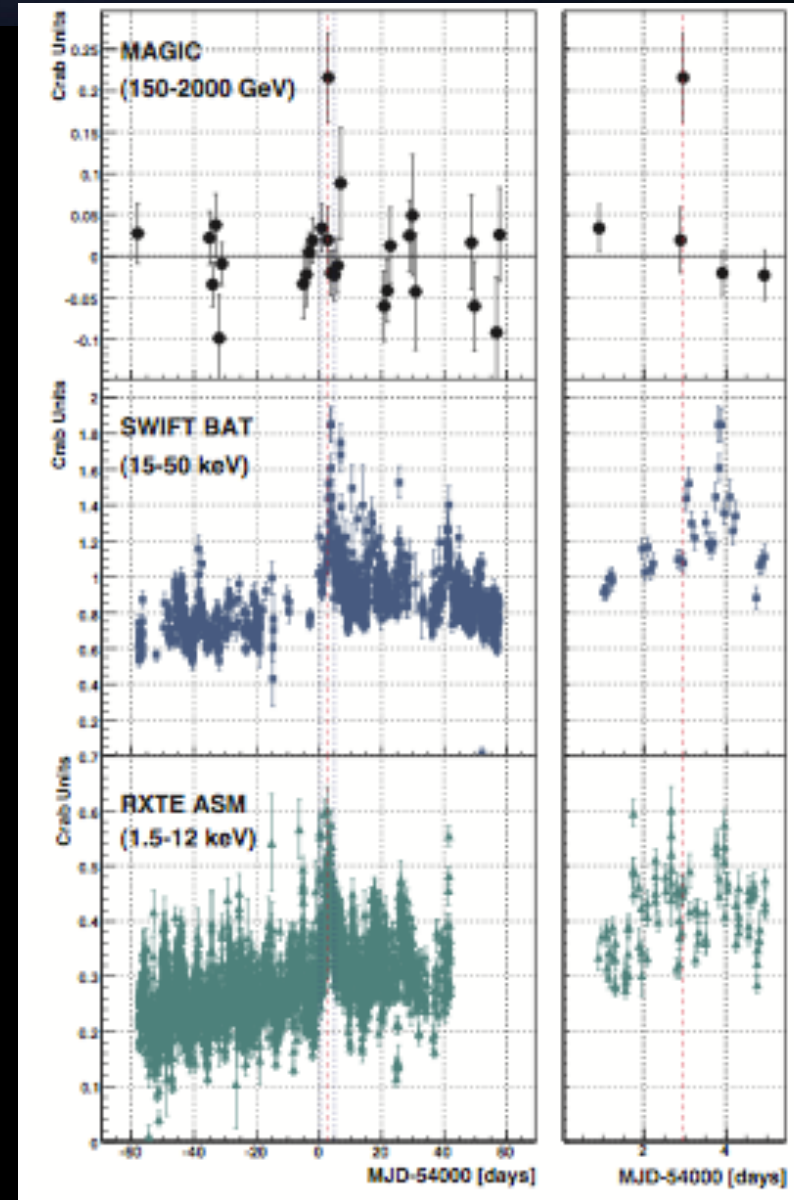 Crab Units
MAGIC
(150-2000 GeV)
0.25
0.2
0.15
0.1
0.05
0
-0.05
-0.1
Crab Units
SWIFT BAT
(15-50 keV)
2
1.8
1.6
1.4
1.2
1
0.8
0.6
0.4
0.2
Crab Units
RXTE ASM
(1.5-12 keV)
0.7
0.6
0.5
0.4
0.3
0.2
0.1
0
-60 -40 -20 0 20 40 60
2 4
MJD-54000 [days]
MJD-54000 [days]